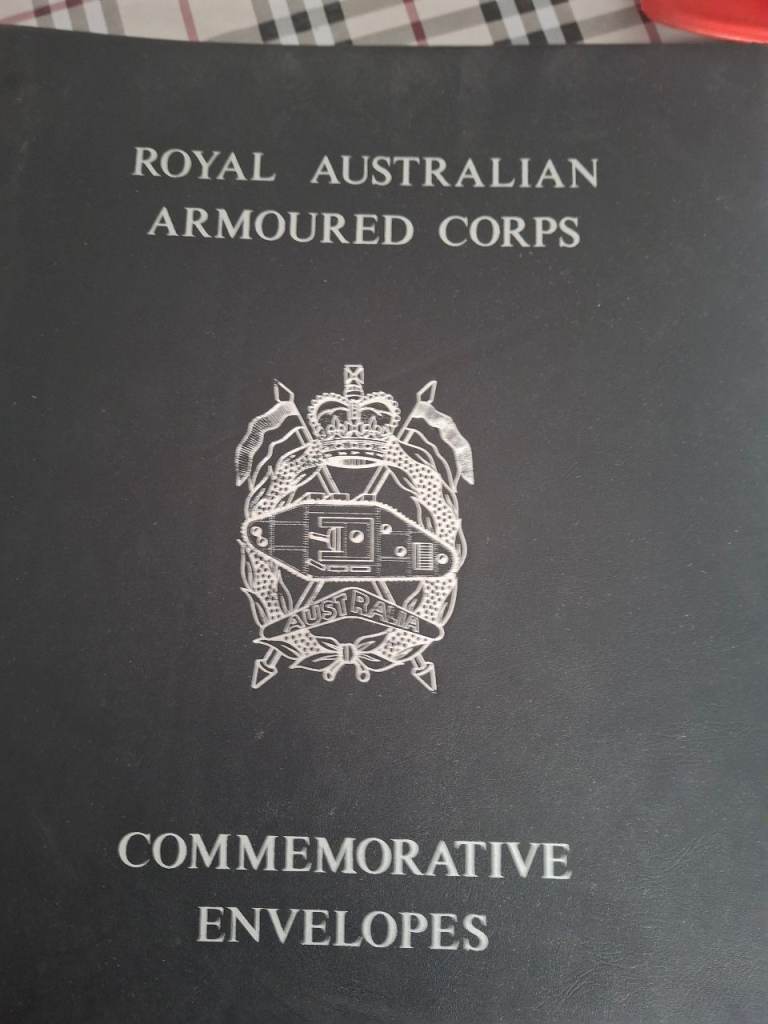 ROYAL AUSTRALIAN
ARMOURED CORPS
AUSTRALIA
COMMEMORATIVE
ENVELOPES